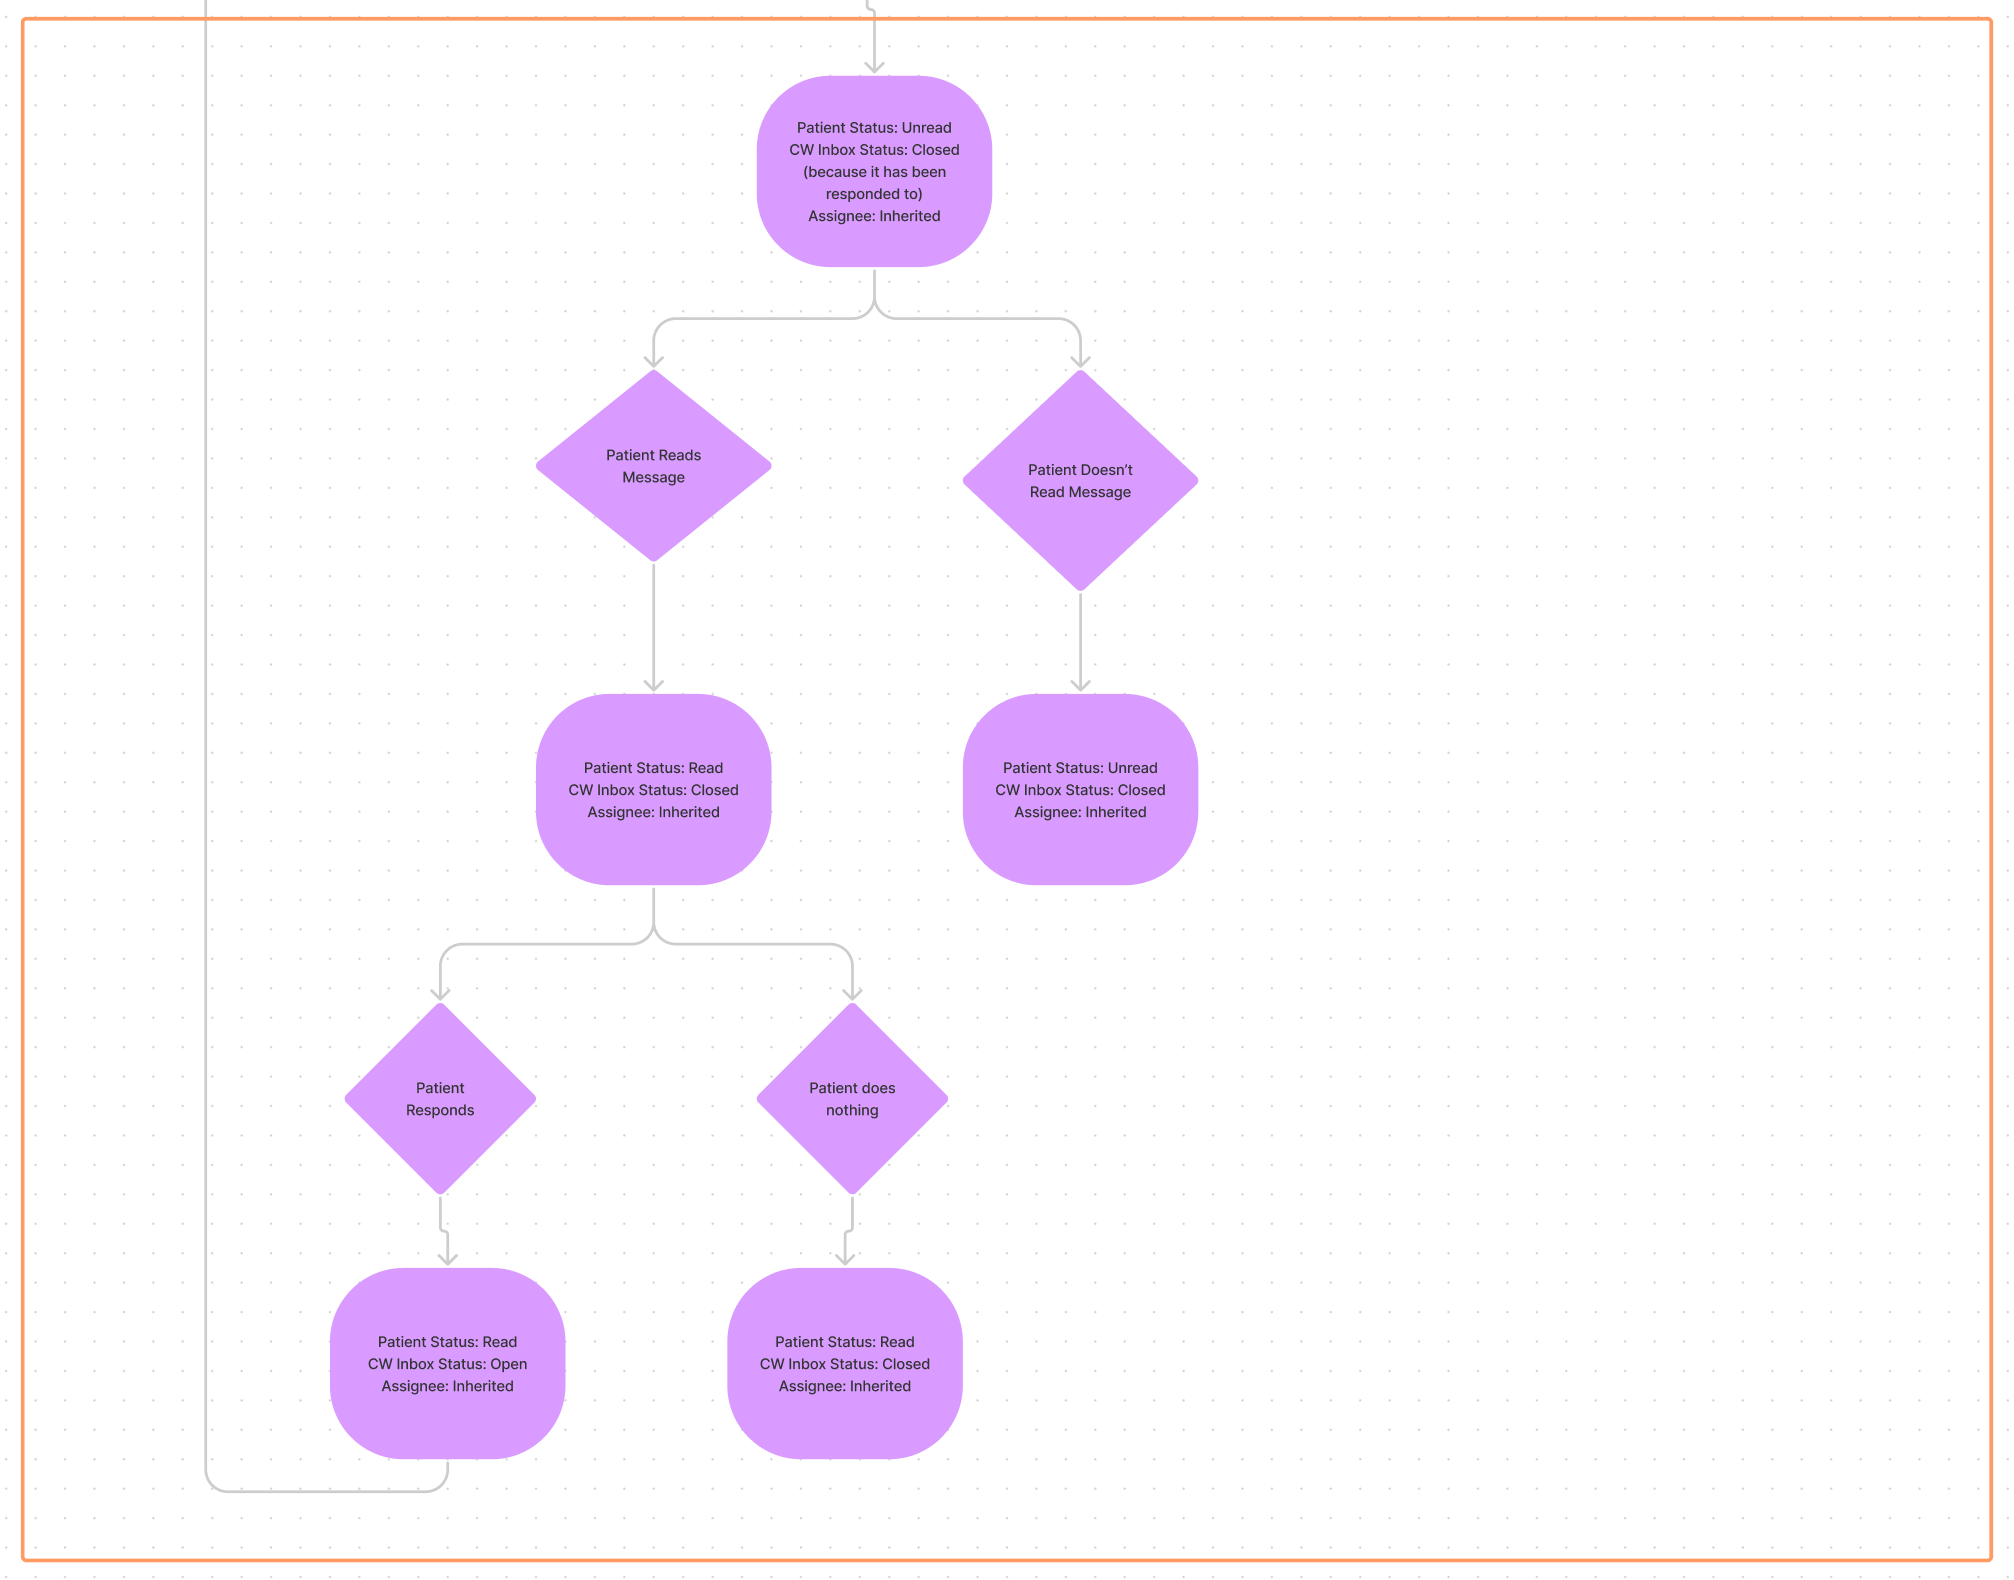 Patient Status: Unread
CW Inbox Status: Closed
(because it has been
responded to)
Assignee: Inherited
Patient Reads
Message
Patient Doesn’t
Read Message
Patient Status: Read
CW Inbox Status: Closed
Assignee: Inherited
Patient Status: Unread
CW Inbox Status: Closed
Assignee: Inherited
Patient
Responds
Patient does
nothing
Patient Status: Read
CW Inbox Status: Open
Assignee: Inherited
Patient Status: Read
CW Inbox Status: Closed
Assignee: Inherited